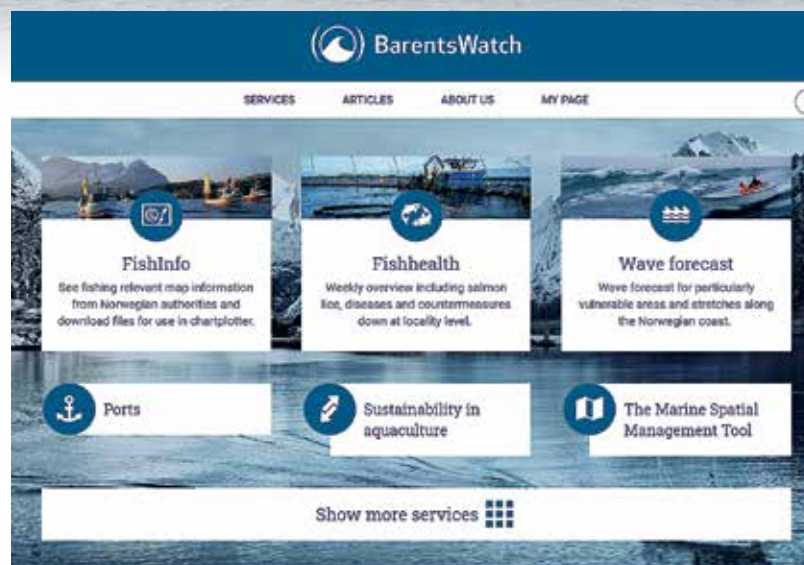 BarentsWatch
SERVICES ARTICLES ABOUT US MY PAGE
FishInfo
See fishing relevant map information
from Norwegian authorities and
download files for use in chartplotter.
Fishhealth
Weekly overview including salmon
lice, diseases and countermeasures
down at locality level.
Wave forecast
Wave forecast for particularly
vulnerable areas and stretches along
the Norwegian coast.
Ports
Sustainability in
aquaculture
The Marine Spatial
Management Tool
Show more services